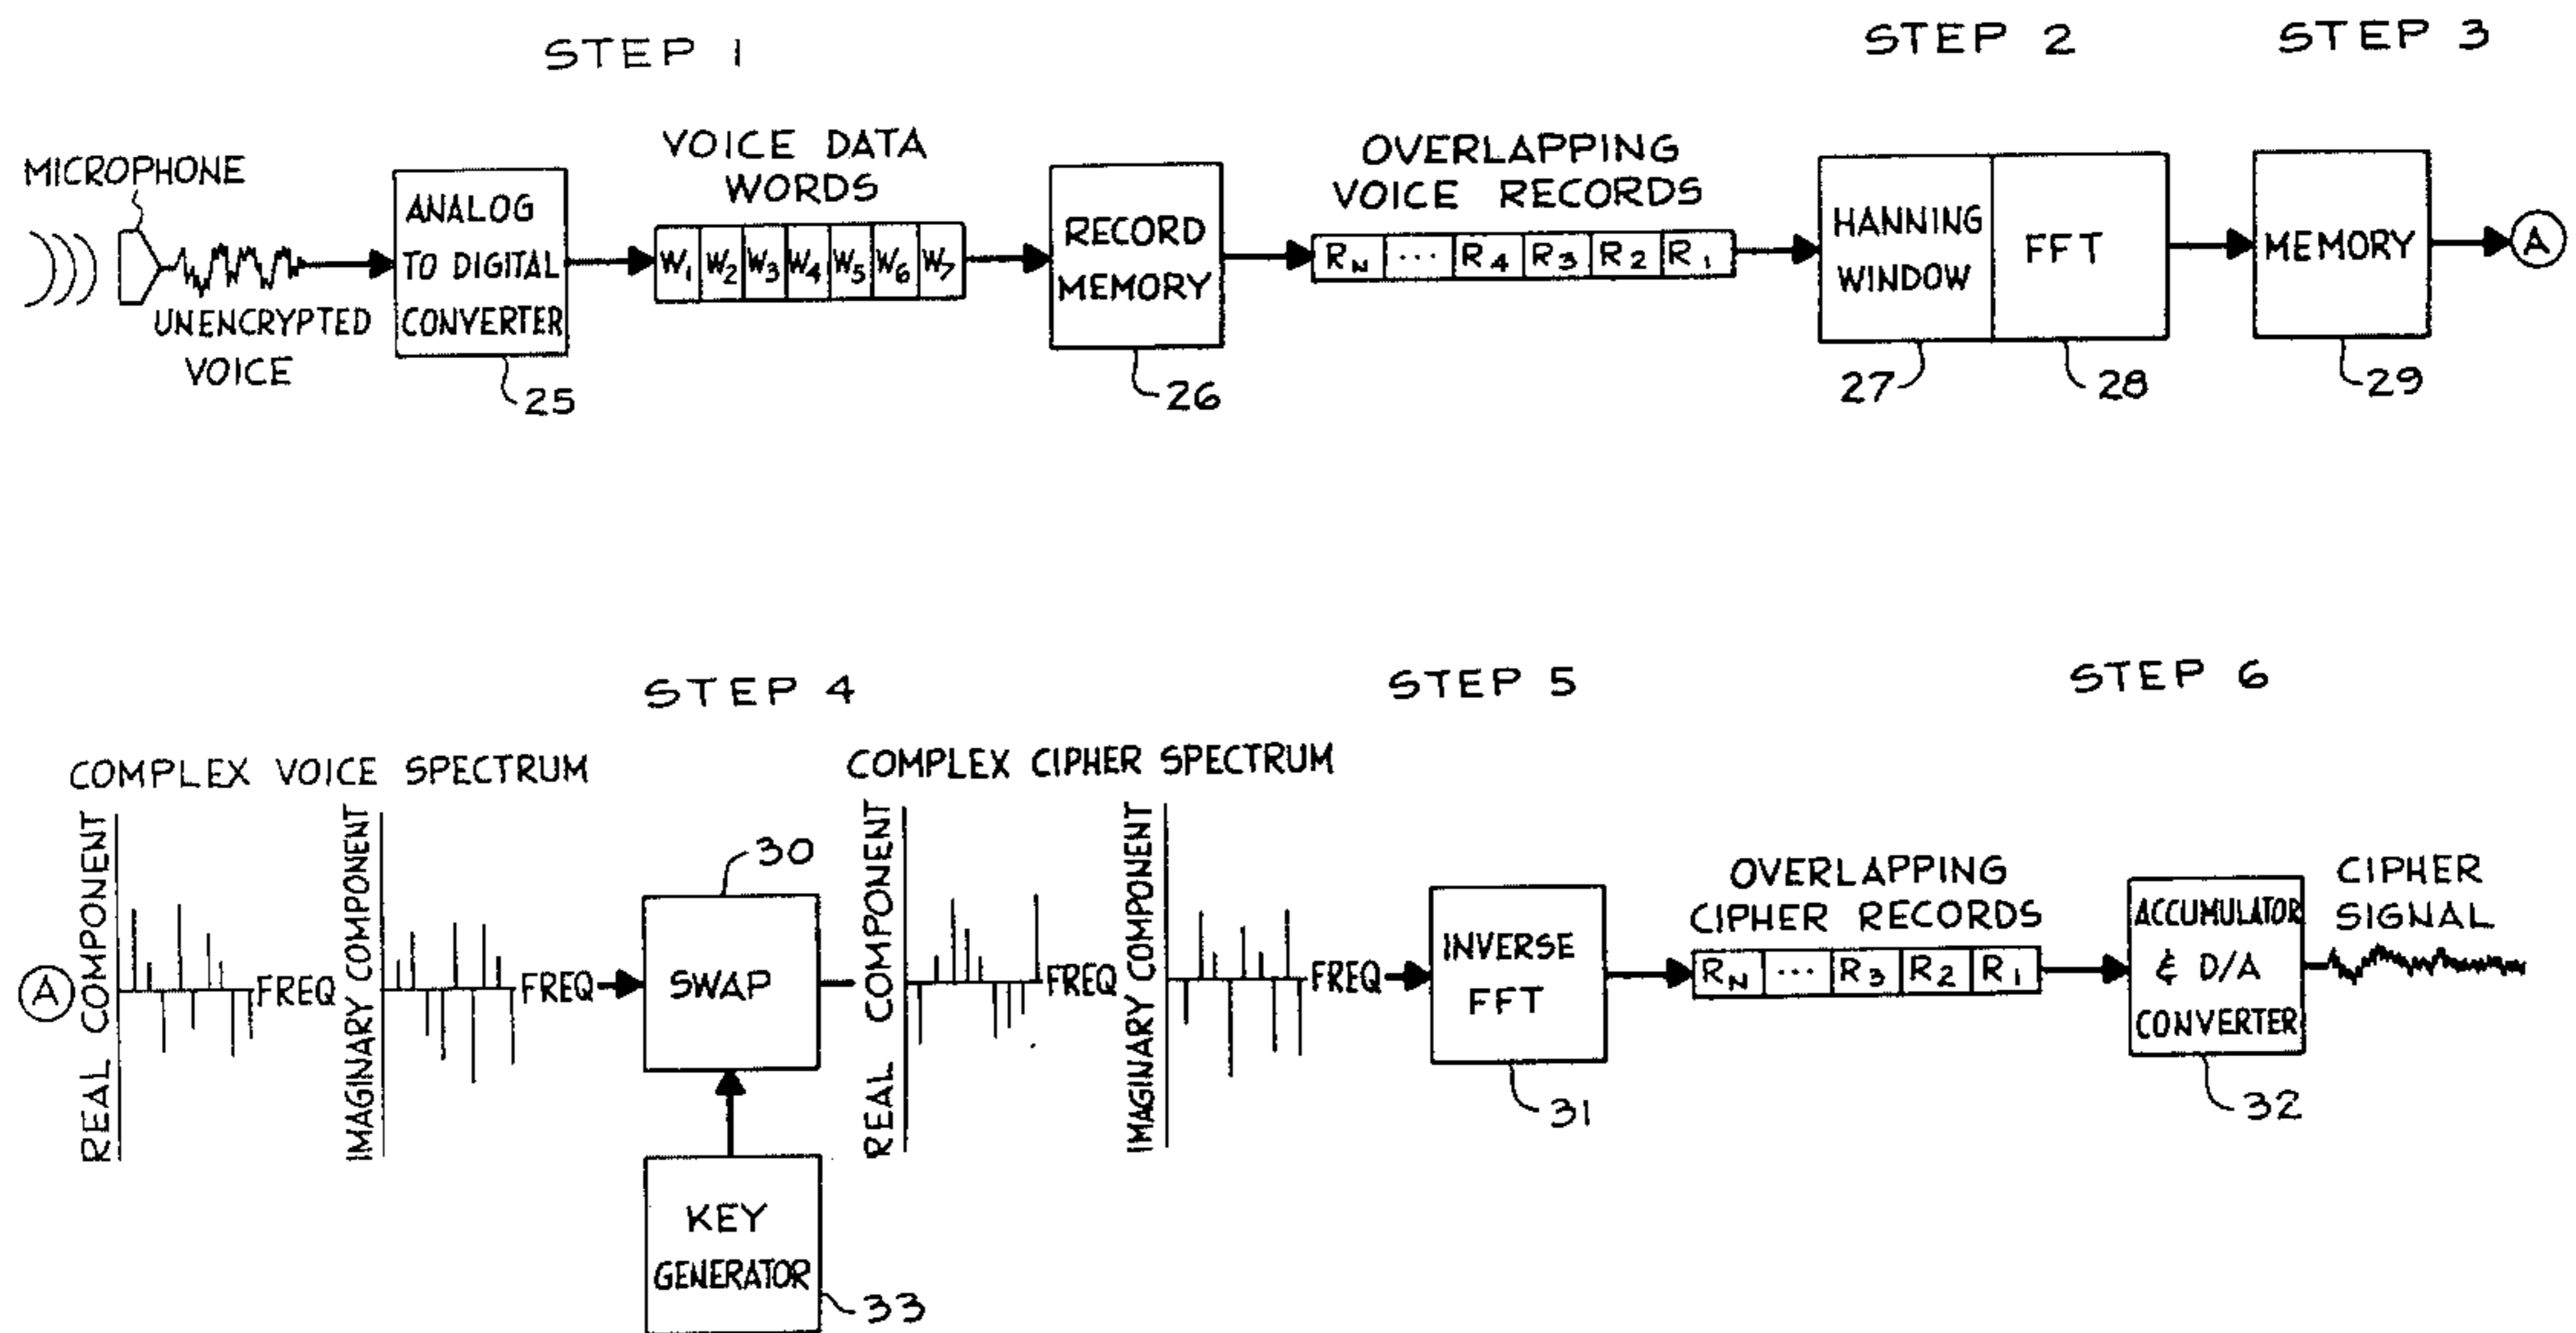 STEP 1
STEP 2
STEP 3
MICROPHONE
UNENCRYPTED
VOICE
ANALOG
TO DIGITAL
CONVERTER
25
VOICE DATA
WORDS
W₁ W₂ W₃ W₄ W₅ W₆ W₇
RECORD
MEMORY
26
OVERLAPPING
VOICE RECORDS
R_N ... R₄ R₃ R₂ R₁
HANNING
WINDOW
27
FFT
28
MEMORY
29
A
STEP 4
STEP 5
STEP 6
COMPLEX VOICE SPECTRUM
A
REAL COMPONENT
FREQ
IMAGINARY COMPONENT
FREQ
30
SWAP
KEY
GENERATOR
33
COMPLEX CIPHER SPECTRUM
REAL COMPONENT
FREQ
IMAGINARY COMPONENT
FREQ
INVERSE
FFT
31
OVERLAPPING
CIPHER RECORDS
R_N ... R₃ R₂ R₁
ACCUMULATOR
& D/A
CONVERTER
32
CIPHER
SIGNAL